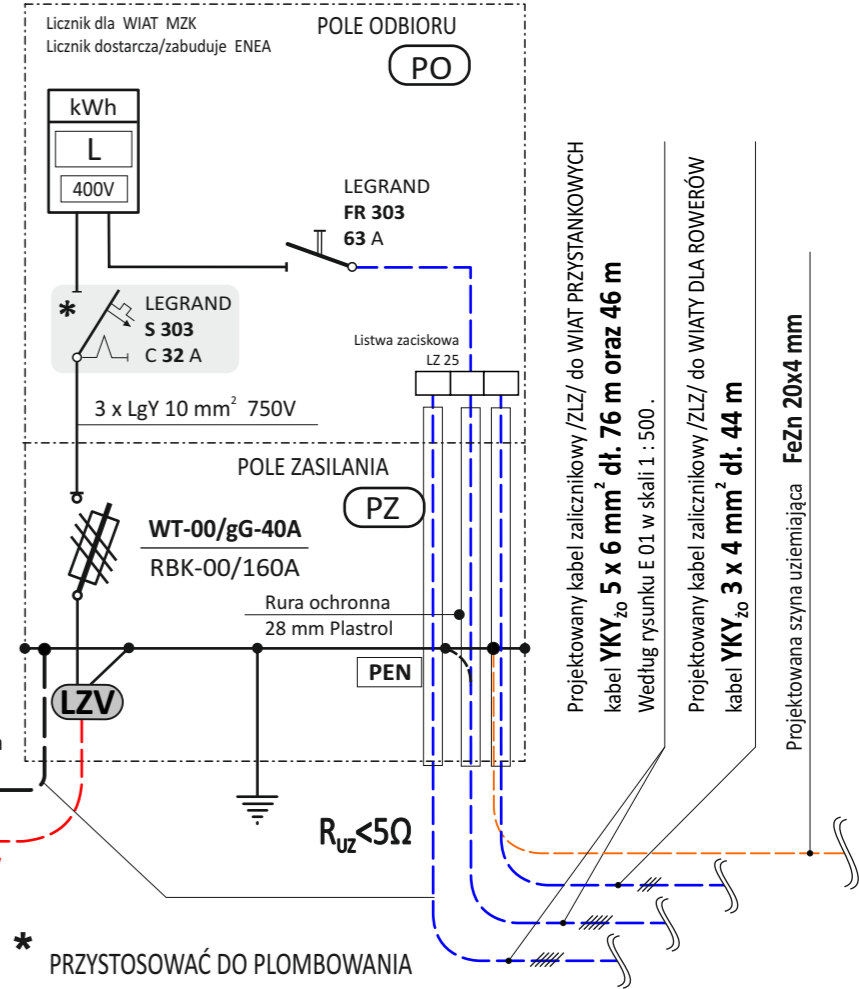 Licznik dla WIAT MZK
Licznik dostarcza/zabuduje ENEA
POLE ODBIORU
PO
kWh
L
400V
LEGRAND
FR 303
63 A
*
LEGRAND
S 303
C 32 A
Listwa zaciskowa
LZ 25
3 x LgY 10 mm² 750V
POLE ZASILANIA
PZ
WT-00/gG-40A
RBK-00/160A
Rura ochronna
28 mm Plastrol
PEN
LZV
R_UZ<5Ω
* PRZYSTOSOWAĆ DO PLOMBOWANIA
Projektowany kabel zalicznikowy /ZLZ/ do WIAT PRZYSTANKOWYCH
kabel YKY_żo 5 x 6 mm² dł. 76 m oraz 46 m
Według rysunku E 01 w skali 1 : 500 .
Projektowany kabel zalicznikowy /ZLZ/ do WIATY DLA ROWERÓW
kabel YKY_żo 3 x 4 mm² dł. 44 m
Projektowana szyna uziemiająca FeZn 20x4 mm